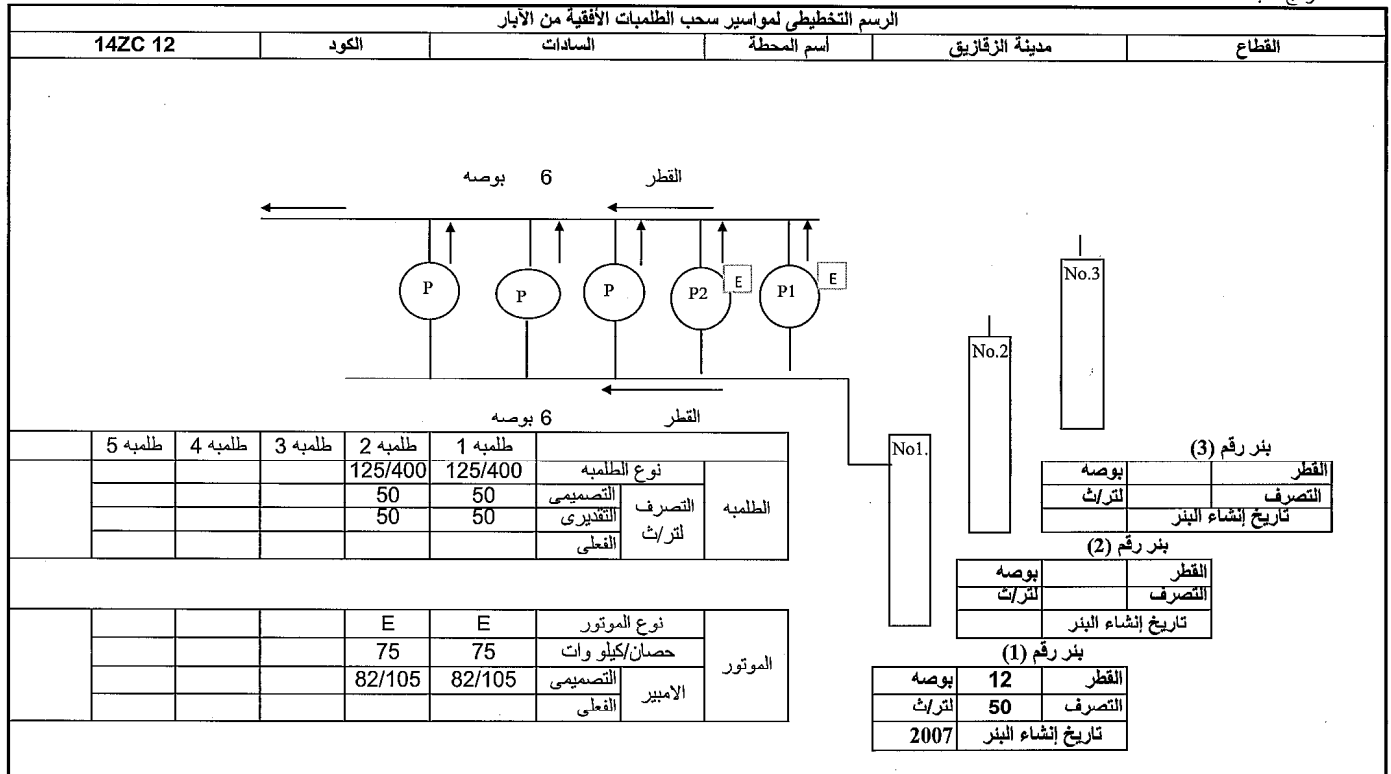 الرسم التخطيطى لمواسير سحب الطلمبات الأفقية من الآبار
القطاع مدينة الزقازيق أسم المحطة السادات الكود 14ZC 12
القطر 6 بوصه
No.3
P P P P2 E P1 E
No.2
القطر 6 بوصه
No1.
طلمبه 1 طلمبه 2 طلمبه 3 طلمبه 4 طلمبه 5
الطلمبه نوع الطلمبه 125/400 125/400
التصرف لتر/ث التصميمى 50 50
التقديرى 50 50
الفعلى
الموتور نوع الموتور E E
حصان/كيلو وات 75 75
الامبير التصميمى 82/105 82/105
الفعلى
بئر رقم (3)
القطر بوصه
التصرف لتر/ث
تاريخ إنشاء البئر
بئر رقم (2)
القطر بوصه
التصرف لتر/ث
تاريخ إنشاء البئر
بئر رقم (1)
القطر 12 بوصه
التصرف 50 لتر/ث
تاريخ إنشاء البئر 2007